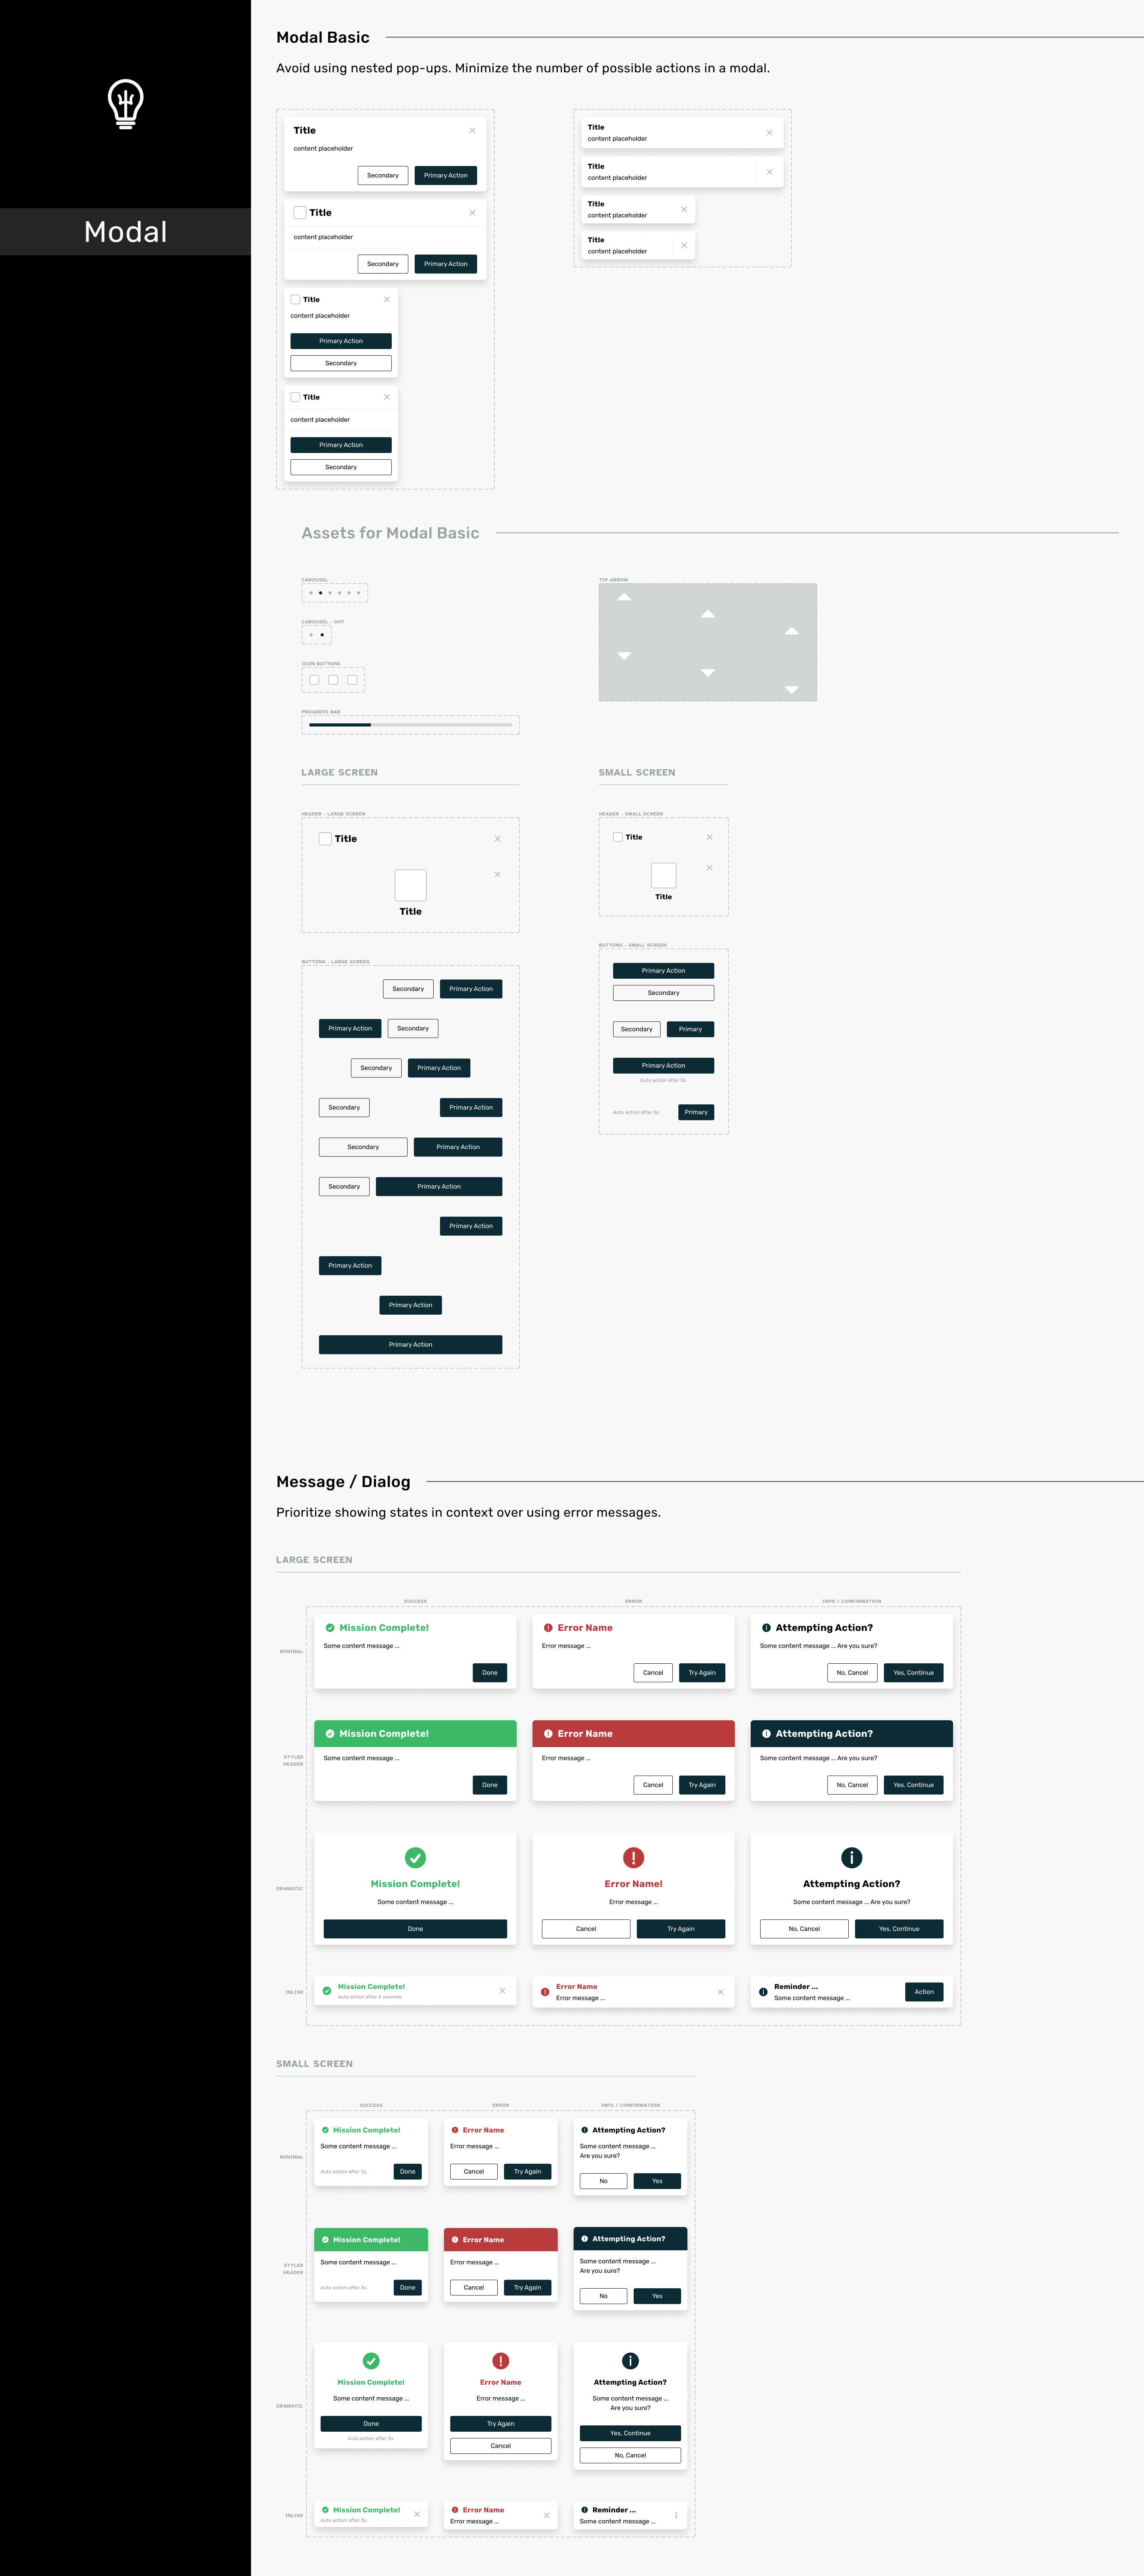 Modal
Modal Basic
Avoid using nested pop-ups. Minimize the number of possible actions in a modal.
Title
content placeholder
Secondary
Primary Action
Title
content placeholder
Secondary
Primary Action
Title
content placeholder
Primary Action
Secondary
Title
content placeholder
Primary Action
Secondary
Title
content placeholder
Title
content placeholder
Title
content placeholder
Title
content placeholder
Assets for Modal Basic
CAROUSEL
CAROUSEL - DOT
ICON BUTTONS
PROGRESS BAR
TIP ARROW
LARGE SCREEN
HEADER - LARGE SCREEN
Title
Title
BUTTONS - LARGE SCREEN
Secondary
Primary Action
Primary Action
Secondary
Secondary
Primary Action
Secondary
Primary Action
Secondary
Primary Action
Secondary
Primary Action
Primary Action
Primary Action
Primary Action
Primary Action
SMALL SCREEN
HEADER - SMALL SCREEN
Title
Title
BUTTONS - SMALL SCREEN
Primary Action
Secondary
Secondary
Primary
Primary Action
Auto action after 3s.
Auto action after 3s.
Primary
Message / Dialog
Prioritize showing states in context over using error messages.
LARGE SCREEN
SUCCESS
ERROR
INFO / CONFIRMATION
MINIMAL
Mission Complete!
Some content message ...
Done
Error Name
Error message ...
Cancel
Try Again
Attempting Action?
Some content message ... Are you sure?
No, Cancel
Yes, Continue
STYLED
HEADER
Mission Complete!
Some content message ...
Done
Error Name
Error message ...
Cancel
Try Again
Attempting Action?
Some content message ... Are you sure?
No, Cancel
Yes, Continue
DRAMATIC
Mission Complete!
Some content message ...
Done
Error Name!
Error message ...
Cancel
Try Again
Attempting Action?
Some content message ... Are you sure?
No, Cancel
Yes, Continue
INLINE
Mission Complete!
Auto action after 5 seconds.
Error Name
Error message ...
Reminder ...
Some content message ...
Action
SMALL SCREEN
SUCCESS
ERROR
INFO / CONFIRMATION
MINIMAL
Mission Complete!
Some content message ...
Auto action after 3s.
Done
Error Name
Error message ...
Cancel
Try Again
Attempting Action?
Some content message ...
Are you sure?
No
Yes
STYLED
HEADER
Mission Complete!
Some content message ...
Auto action after 3s.
Done
Error Name
Error message ...
Cancel
Try Again
Attempting Action?
Some content message ...
Are you sure?
No
Yes
DRAMATIC
Mission Complete!
Some content message ...
Done
Auto action after 3s.
Error Name
Error message ...
Try Again
Cancel
Attempting Action?
Some content message ...
Are you sure?
Yes, Continue
No, Cancel
INLINE
Mission Complete!
Auto action after 3s.
Error Name
Error message ...
Reminder ...
Some content message ...